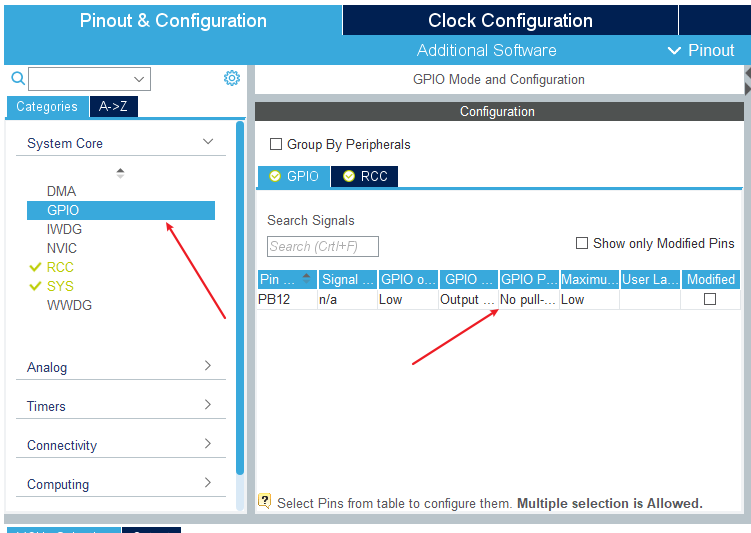 Pinout & Configuration
Clock Configuration
Additional Software
Pinout
GPIO Mode and Configuration
Categories
A->Z
Configuration
System Core
Group By Peripherals
GPIO
RCC
DMA
GPIO
IWDG
NVIC
RCC
SYS
WWDG
Search Signals
Search (Crtl+F)
Show only Modified Pins
Pin ... Signal ... GPIO o... GPIO ... GPIO P... Maximu... User La... Modified
PB12 n/a Low Output ... No pull-... Low
Analog
Timers
Connectivity
Computing
Select Pins from table to configure them. Multiple selection is Allowed.